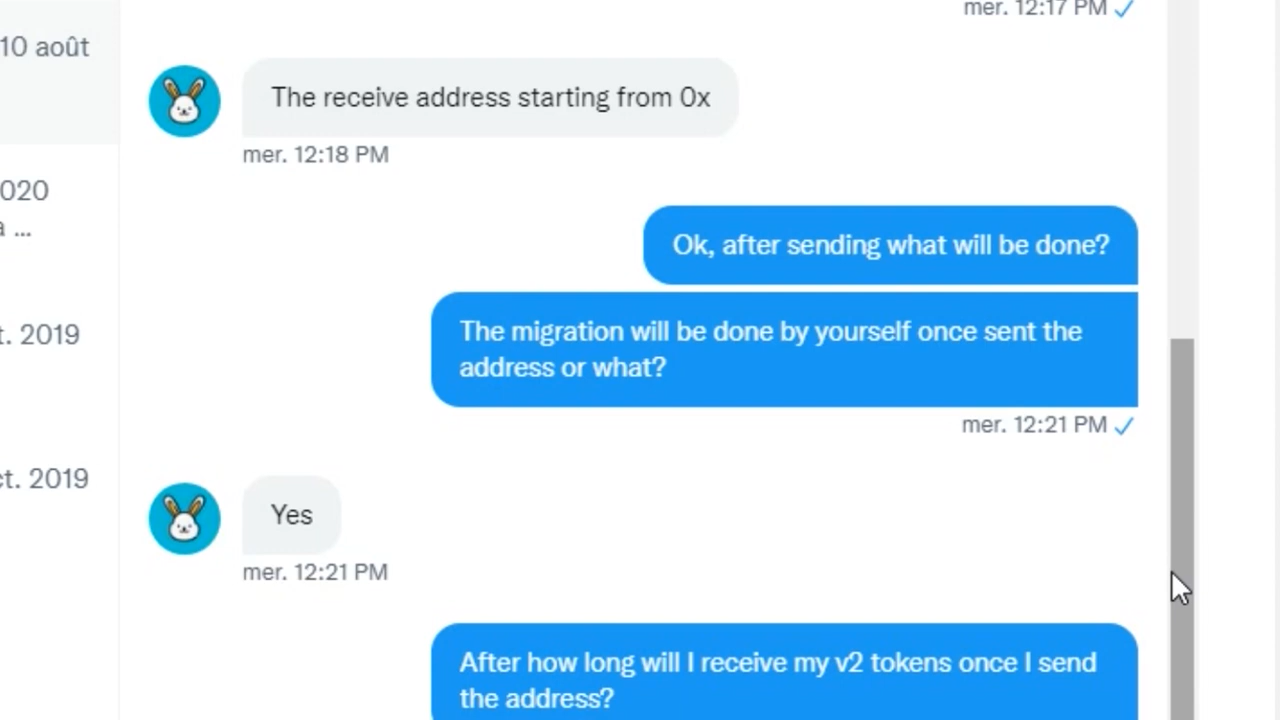 mer. 12:17 PM
10 août
The receive address starting from 0x
mer. 12:18 PM
020
...
Ok, after sending what will be done?
The migration will be done by yourself once sent the
address or what?
t. 2019
mer. 12:21 PM
ct. 2019
Yes
mer. 12:21 PM
After how long will I receive my v2 tokens once I send
the address?